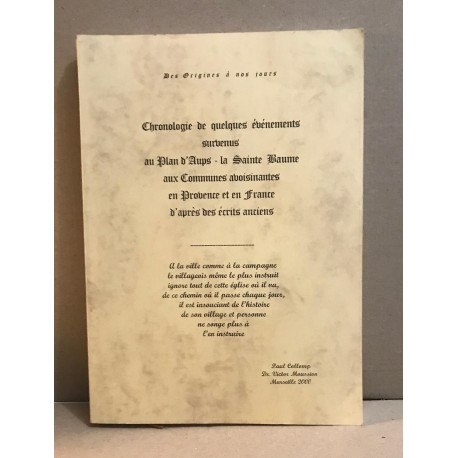 Des Origines à nos jours
Chronologie de quelques événements
survenus
au Plan d'Aups - la Sainte Baume
aux Communes avoisinantes
en Provence et en France
d'après des écrits anciens
A la ville comme à la campagne
le villageois même le plus instruit
ignore tout de cette église où il va,
de ce chemin où il passe chaque jour,
il est insouciant de l'histoire
de son village et personne
ne songe plus à
l'en instruire
Paul Collomp
Dr. Victor Moussion
Marseille 2000